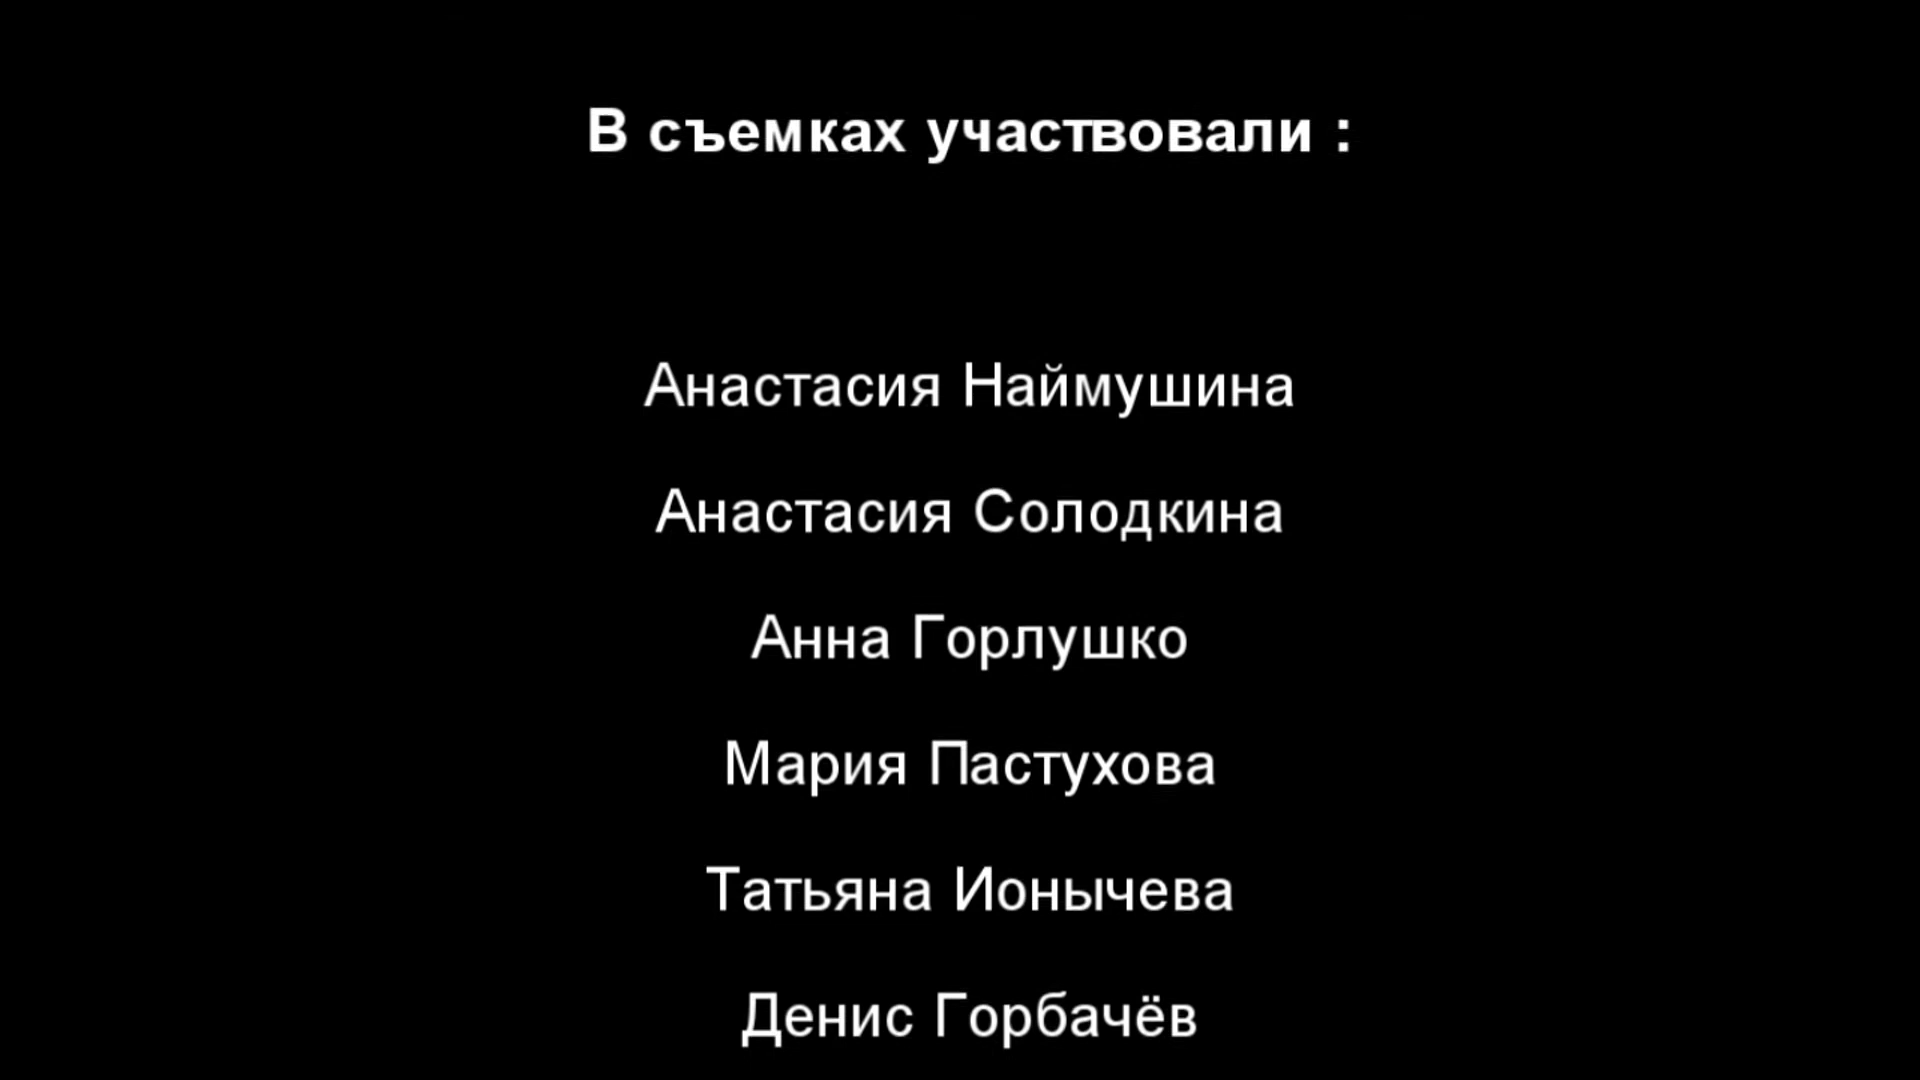 В съемках участвовали :
Анастасия Наймушина
Анастасия Солодкина
Анна Горлушко
Мария Пастухова
Татьяна Ионычева
Денис Горбачёв